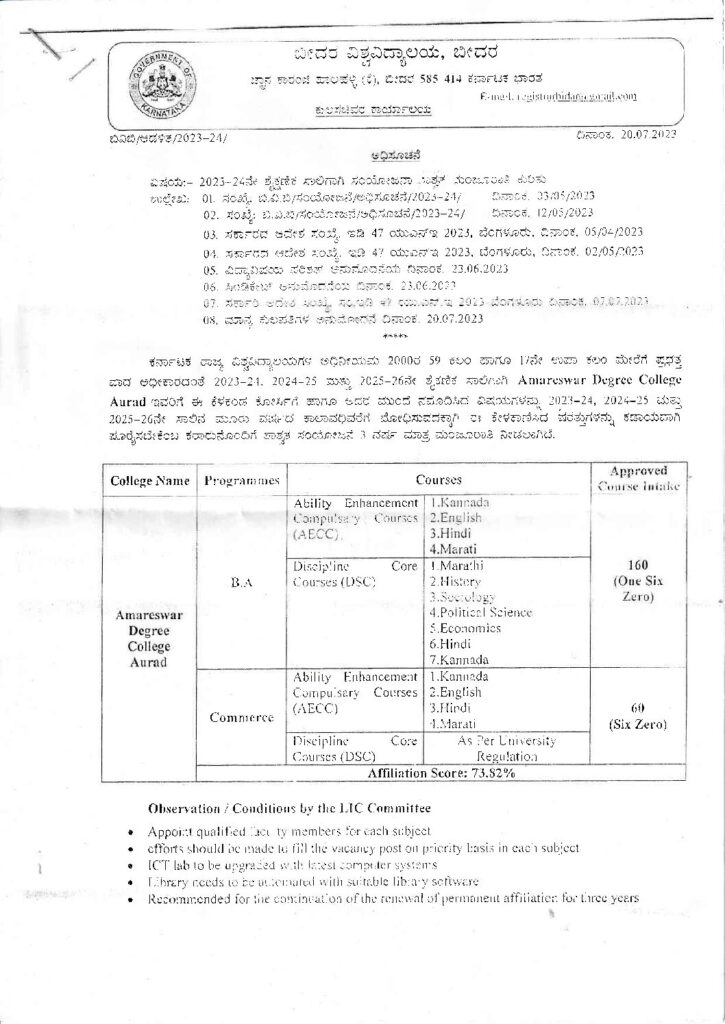 GOVERNMENT OF KARNATAKA
ಬೀದರ ವಿಶ್ವವಿದ್ಯಾಲಯ, ಬೀದರ
ಜ್ಞಾನ ಕಾರಂಜಿ ಹಾಲಹಳ್ಳಿ (ಕೆ), ಬೀದರ 585 414 ಕರ್ನಾಟಕ ಭಾರತ
E-mail:
ಕುಲಸಚಿವರ ಕಾರ್ಯಾಲಯ
ಬಿವಿಬಿ/ಆಡಳಿತ/2023-24/ ದಿನಾಂಕ. 20.07.2023
ಅಧಿಸೂಚನೆ
ವಿಷಯ:- 2023-24ನೇ ಶೈಕ್ಷಣಿಕ ಸಾಲಿಗಾಗಿ ಸಂಯೋಜನಾ ಶಾಶ್ವತ ಮಂಜೂರಾತಿ ಕುರಿತು
ಉಲ್ಲೇಖ: 01. ಸಂಖ್ಯೆ. ಬಿ.ವಿ.ಬಿ/ಸಂಯೋಜನೆ/ಅಧಿಸೂಚನೆ/2023-24/ ದಿನಾಂಕ. 03/05/2023
02. ಸಂಖ್ಯೆ: ಬಿ.ವಿ.ಬಿ/ಸಂಯೋಜನೆ/ಅಧಿಸೂಚನೆ/2023-24/ ದಿನಾಂಕ. 12/05/2023
03. ಸರ್ಕಾರದ ಆದೇಶ ಸಂಖ್ಯೆ. ಇಡಿ 47 ಯುಎನ್ಇ 2023, ಬೆಂಗಳೂರು, ದಿನಾಂಕ. 05/04/2023
04. ಸರ್ಕಾರದ ಆದೇಶ ಸಂಖ್ಯೆ. ಇಡಿ 47 ಯುಎನ್ಇ 2023, ಬೆಂಗಳೂರು, ದಿನಾಂಕ. 02/05/2023
05. ವಿದ್ಯಾವಿಷಯ ಪರಿಷತ್ ಅನುಮೋದನೆಯ ದಿನಾಂಕ. 23.06.2023
06. ಸಿಂಡಿಕೇಟ್ ಅನುಮೋದನೆಯ ದಿನಾಂಕ. 23.06.2023
07. ಸರ್ಕಾರಿ ಆದೇಶ ಸಂಖ್ಯೆ. ಸಂ.ಇಡಿ 47 ಯು.ಎನ್.ಇ 2023 ಬೆಂಗಳೂರು ದಿನಾಂಕ. 07.07.2023
08. ಮಾನ್ಯ ಕುಲಪತಿಗಳ ಅನುಮೋದನೆ ದಿನಾಂಕ. 20.07.2023
*****
ಕರ್ನಾಟಕ ರಾಜ್ಯ ವಿಶ್ವವಿದ್ಯಾಲಯಗಳ ಅಧಿನಿಯಮ 2000ರ 59 ಕಲಂ ಹಾಗೂ 17ನೇ ಉಪಾ ಕಲಂ ಮೇರೆಗೆ ಪ್ರಧತ್ತ
ವಾದ ಅಧೀಕಾರದಂತೆ 2023-24, 2024-25 ಮತ್ತು 2025-26ನೇ ಶೈಕ್ಷಣಿಕ ಸಾಲಿಗಾಗಿ Amareswar Degree College
Aurad ಇವರಿಗೆ ಈ ಕೆಳಕಂಡ ಕೋರ್ಸಿಗೆ ಹಾಗೂ ಅದರ ಮುಂದೆ ನಮೂದಿಸಿದ ವಿಷಯಗಳನ್ನು 2023-24, 2024-25 ಮತ್ತು
2025-26ನೇ ಸಾಲಿನ ಮೂರು ವರ್ಷದ ಕಾಲಾವಧಿವರೆಗೆ ಬೋಧಿಸುವದಕ್ಕಾಗಿ ಈ ಕೆಳಕಾಣಿಸಿದ ಷರತ್ತುಗಳನ್ನು ಕಡಾಯವಾಗಿ
ಪೂರೈಸಬೇಕೆಂಬ ಕರಾರುನೊಂದಿಗೆ ಶಾಶ್ವತ ಸಂಯೋಜನೆ 3 ವರ್ಷ ಮಾತ್ರ ಮಂಜೂರಾತಿ ನೀಡಲಾಗಿದೆ.
College Name Programmes Courses Approved Course Intake
Amareswar Degree College Aurad
B.A
Ability Enhancement Compulsary Courses (AECC)
1.Kannada
2.English
3.Hindi
4.Marati
Discipline Core Courses (DSC)
1.Marathi
2.History
3.Sociology
4.Political Science
5.Economics
6.Hindi
7.Kannada
160
(One Six
Zero)
Commerce
Ability Enhancement Compulsary Courses (AECC)
1.Kannada
2.English
3.Hindi
4.Marati
Discipline Core Courses (DSC)
As Per University
Regulation
60
(Six Zero)
Affiliation Score: 73.82%
Observation / Conditions by the LIC Committee
• Appoint qualified faculty members for each subject
• efforts should be made to fill the vacancy post on priority basis in each subject
• ICT lab to be upgraded with latest computer systems
• Library needs to be automated with suitable library software
• Recommended for the continuation of the renewal of permanent affiliation for three years